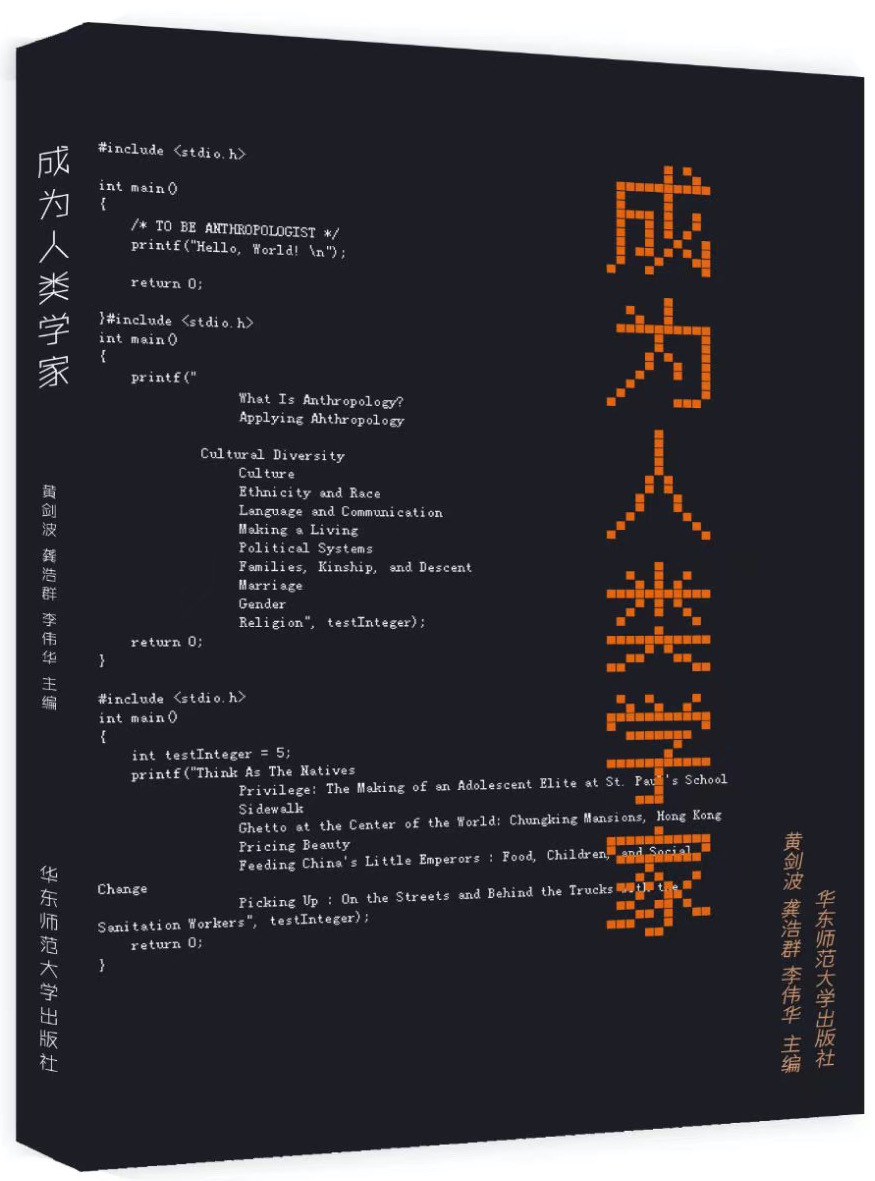 成为人类学家
黄剑波 龚浩群 李伟华 主编
华东师范大学出版社
#include <stdio.h>
int main()
{
/* TO BE ANTHROPOLOGIST */
printf("Hello, World! \n");
return 0;
}#include <stdio.h>
int main()
{
printf("
What Is Anthropology?
Applying Ahthropology
Cultural Diversity
Culture
Ethnicity and Race
Language and Communication
Making a Living
Political Systems
Families, Kinship, and Descent
Marriage
Gender
Religion", testInteger);
return 0;
}
#include <stdio.h>
int main()
{
int testInteger = 5;
printf("Think As The Natives
Privilege: The Making of an Adolescent Elite at St. Paul's School
Sidewalk
Ghetto at the Center of the World: Chungking Mansions, Hong Kong
Pricing Beauty
Feeding China's Little Emperors : Food, Children, and Social
Change
Picking Up : On the Streets and Behind the Trucks with the
Sanitation Workers", testInteger);
return 0;
}
成为人类学家
黄剑波 龚浩群 李伟华 主编
华东师范大学出版社